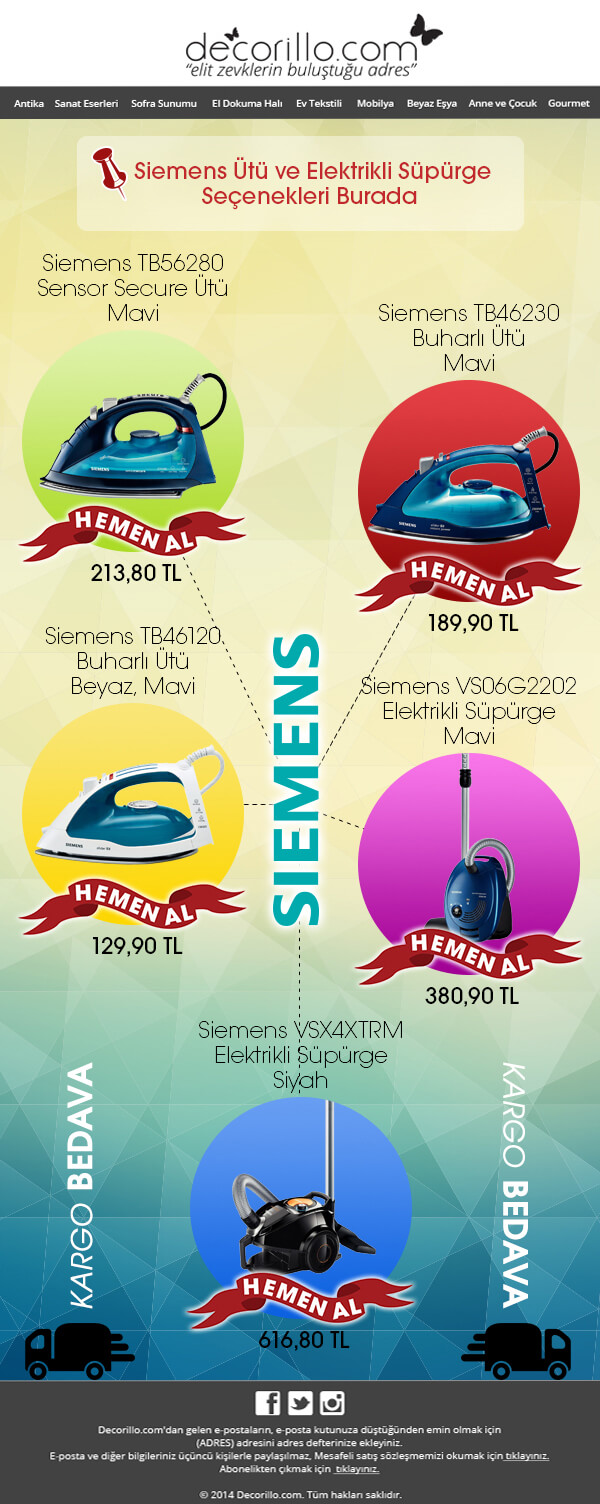 decorillo.com
“elit zevklerin buluştuğu adres”
Antika Sanat Eserleri Sofra Sunumu El Dokuma Halı Ev Tekstili Mobilya Beyaz Eşya Anne ve Çocuk Gourmet
Siemens Ütü ve Elektrikli Süpürge
Seçenekleri Burada
Siemens TB56280
Sensor Secure Ütü
Mavi
SIEMENS
HEMEN AL
213,80 TL
Siemens TB46230
Buharlı Ütü
Mavi
SIEMENS
HEMEN AL
189,90 TL
Siemens TB46120
Buharlı Ütü
Beyaz, Mavi
SIEMENS
HEMEN AL
129,90 TL
SIEMENS
Siemens VS06G2202
Elektrikli Süpürge
Mavi
HEMEN AL
380,90 TL
Siemens VSX4XTRM
Elektrikli Süpürge
Siyah
HEMEN AL
616,80 TL
KARGO BEDAVA
KARGO BEDAVA
Decorillo.com'dan gelen e-postaların, e-posta kutunuza düştüğünden emin olmak için
(ADRES) adresini adres defterinize ekleyiniz.
E-posta ve diğer bilgileriniz üçüncü kişilerle paylaşılmaz, Mesafeli satış sözleşmemizi okumak için tıklayınız.
Abonelikten çıkmak için tıklayınız.
© 2014 Decorillo.com. Tüm hakları saklıdır.